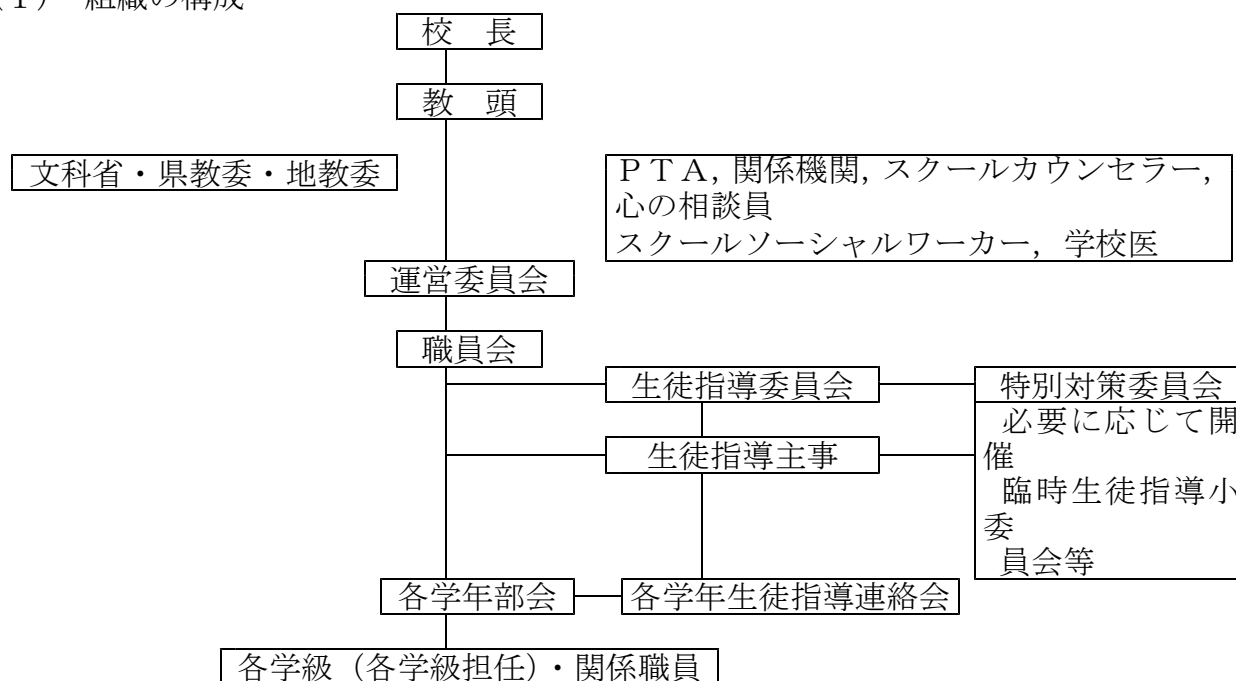 (１)　組織の構成
校　長
教　頭
文科省・県教委・地教委
ＰＴＡ, 関係機関, スクールカウンセラー,
心の相談員
スクールソーシャルワーカー，学校医
運営委員会
職員会
生徒指導委員会
特別対策委員会
必要に応じて開
催
生徒指導主事
臨時生徒指導小
委
員会等
各学年部会
各学年生徒指導連絡会
各学級（各学級担任）・関係職員